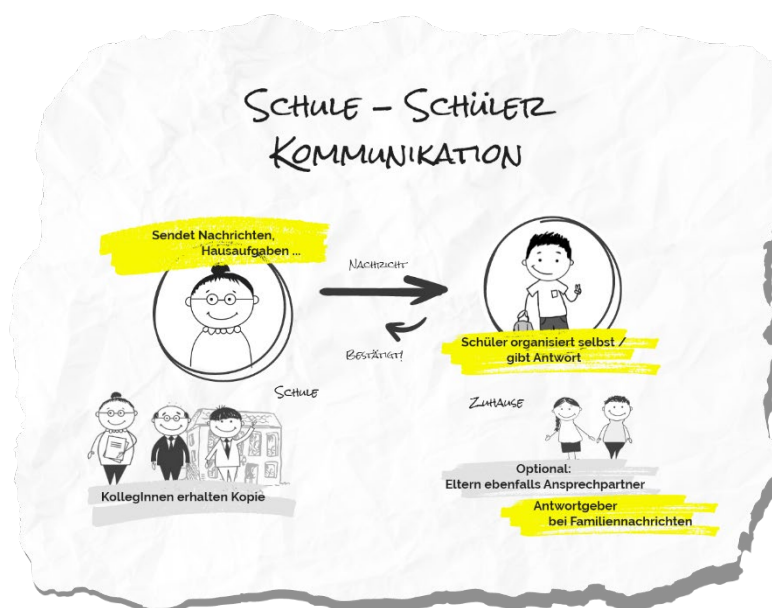 Schule – Schüler
Kommunikation
Sendet Nachrichten,
Hausaufgaben ...
Nachricht
Bestätigt!
Schüler organisiert selbst /
gibt Antwort
Schule
Zuhause
KollegInnen erhalten Kopie
Optional:
Eltern ebenfalls Ansprechpartner
Antwortgeber
bei Familiennachrichten